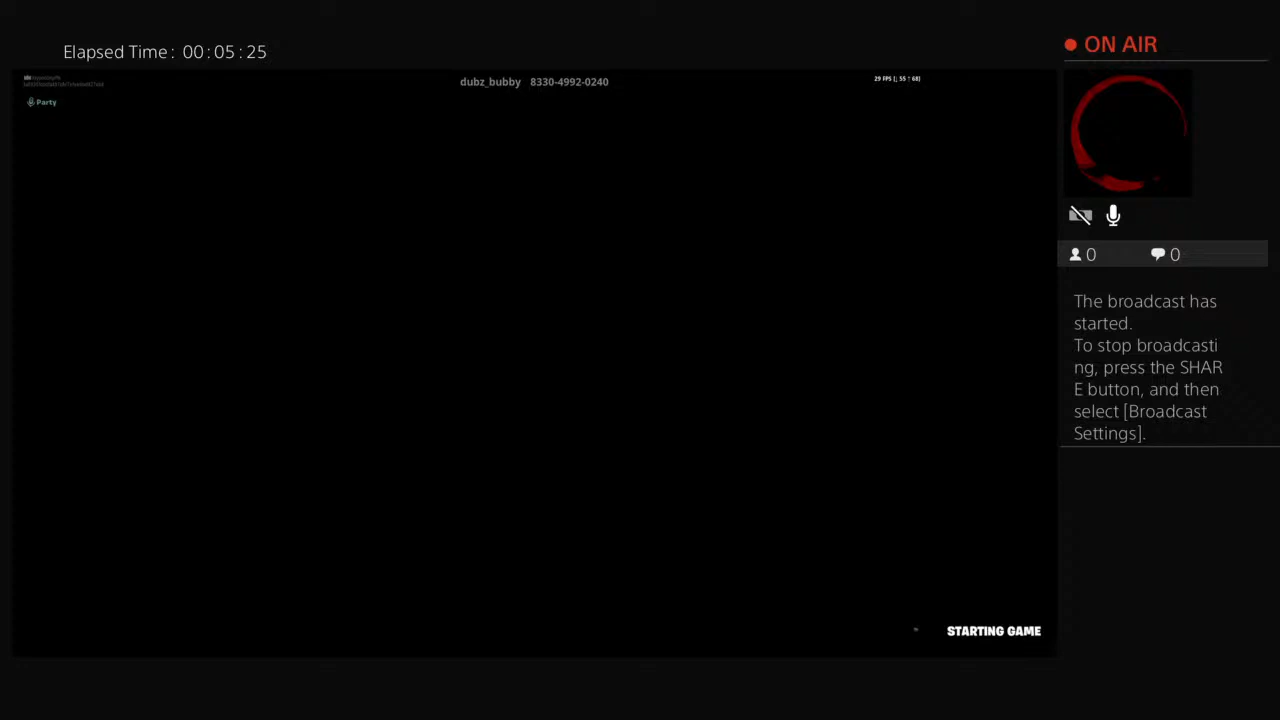 Elapsed Time: 00:05:25
ON AIR
dubz_bubby 8330-4992-0240
Party
0 0
The broadcast has
started.
To stop broadcasti
ng, press the SHAR
E button, and then
select [Broadcast
Settings].
STARTING GAME